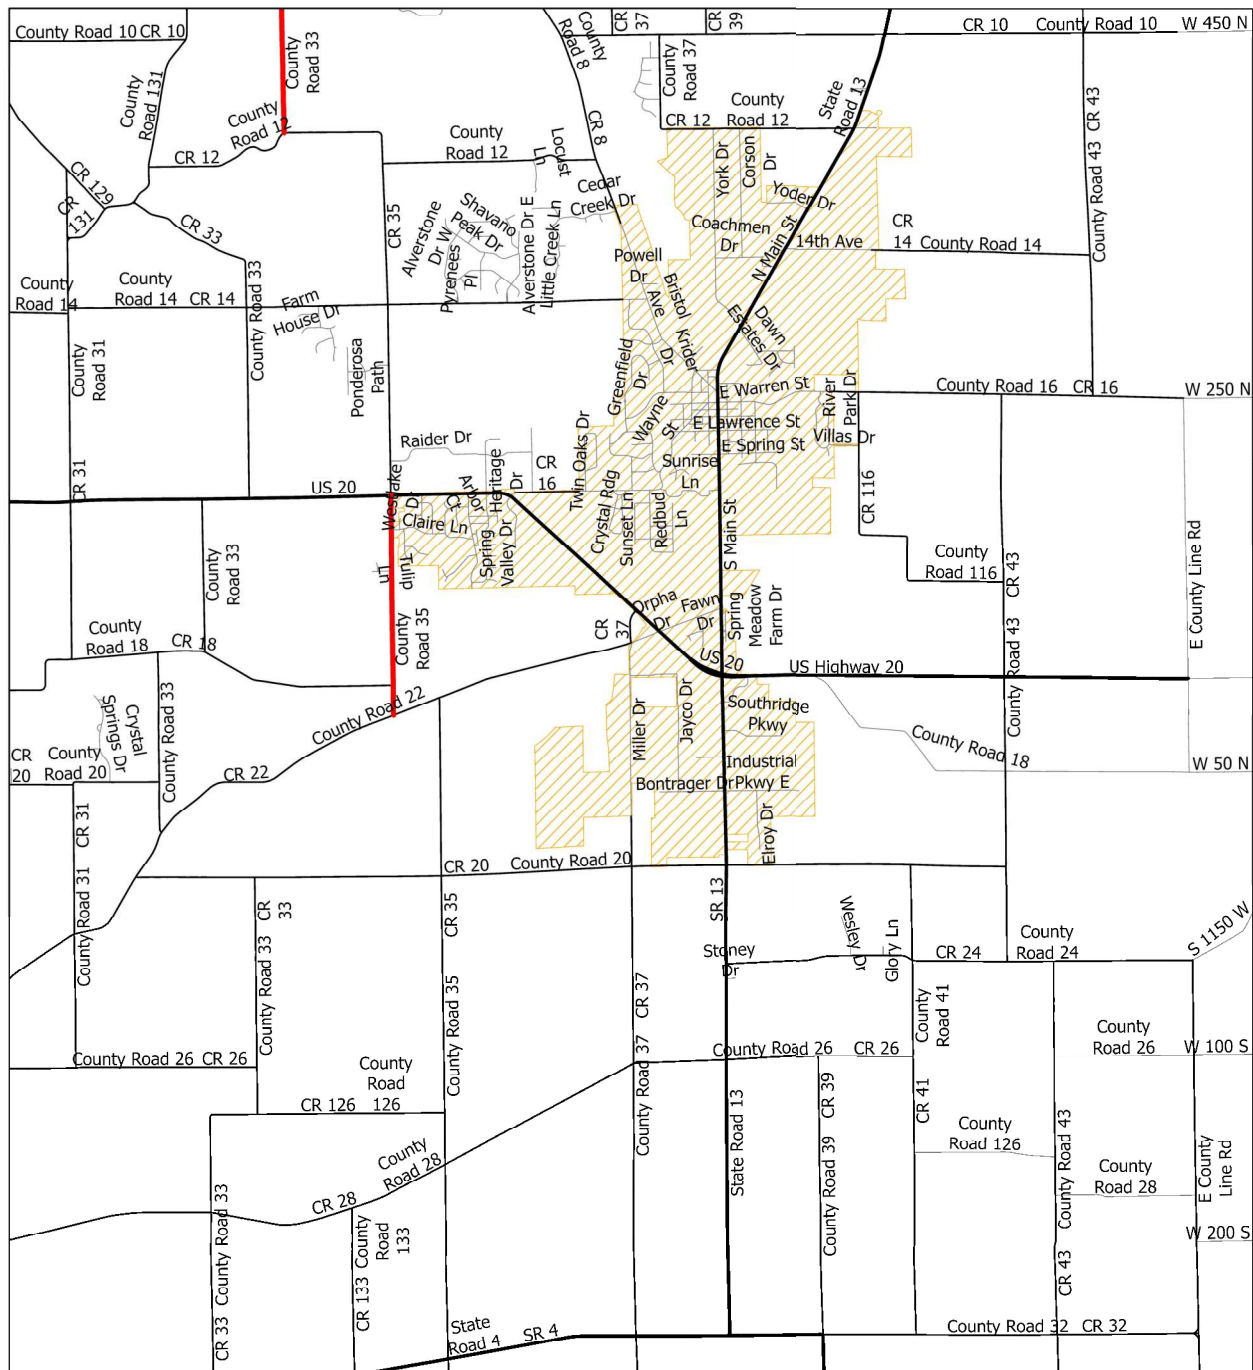 County Road 10 CR 10
County
Road 33
County
Road 8
CR
37
CR
39
CR 10
County Road 10
W 450 N
County
Road 131
County
Road 12
County
Road 37
State
Road 13
CR 43
County Road 43
CR 12
County
Road 12
CR 8
CR 12
County
Road 12
Locust
Ln
York Dr
Corson
Dr
CR 129
CR
131
CR 33
CR 35
Cedar
Creek Dr
Yoder Dr
Shavano
Peak Dr
Alverstone
Dr W
Pyrenees
Pl
Alverstone Dr E
Little Creek Ln
Coachmen
Dr
N Main St
14th Ave
CR
14 County Road 14
Powell
Dr
County
Road 14
County
Road 14 CR 14
County Road 33
Farm
House Dr
Bristol
Ave
Krider
Dr
Dawn
Estates Dr
County
Road 31
Ponderosa
Path
Greenfield
Dr
E Warren St
River
Park Dr
County Road 16 CR 16
W 250 N
Wayne
St
E Lawrence St
E Spring St
Villas Dr
Raider Dr
Twin Oaks Dr
Sunrise
Ln
CR 31
US 20
Westlake
Dr
Arbor
Ct
Heritage
Dr
CR
16
Claire Ln
Spring
Valley Dr
Crystal Rdg
Sunset Ln
Redbud
Ln
S Main St
CR 116
County
Road 33
Tulip
Ln
County
Road 116
CR 43
E County Line Rd
County
Road 18
CR 18
County
Road 35
CR
37
Orpha
Dr
Fawn
Dr
Spring
Meadow
Farm Dr
US 20
US Highway 20
County Road 43
Crystal
Springs Dr
County Road 33
County Road 22
Miller Dr
Jayco Dr
Southridge
Pkwy
County Road 18
CR
20
County
Road 20
CR 22
Industrial
Pkwy E
Bontrager Dr
W 50 N
CR 31
Elroy Dr
CR 20
County Road 20
County Road 31
CR
33
County Road 33
CR 35
SR 13
Wesley Dr
Glory Ln
Stoney
Dr
CR 24
County
Road 24
S 1150 W
County Road 35
CR 37
County
Road 41
County Road 26 CR 26
County
Road
126
CR 126
County Road 37
County Road 26
CR 26
County
Road 26
W 100 S
State Road 13
CR 39
CR 41
County
Road 126
County Road 43
County
Road 28
County
Road 28
E County
Line Rd
CR 28
County Road 33
County
Road
133
County Road 39
W 200 S
CR 33
CR 133
State
Road 4
SR 4
CR 43
County Road 32 CR 32